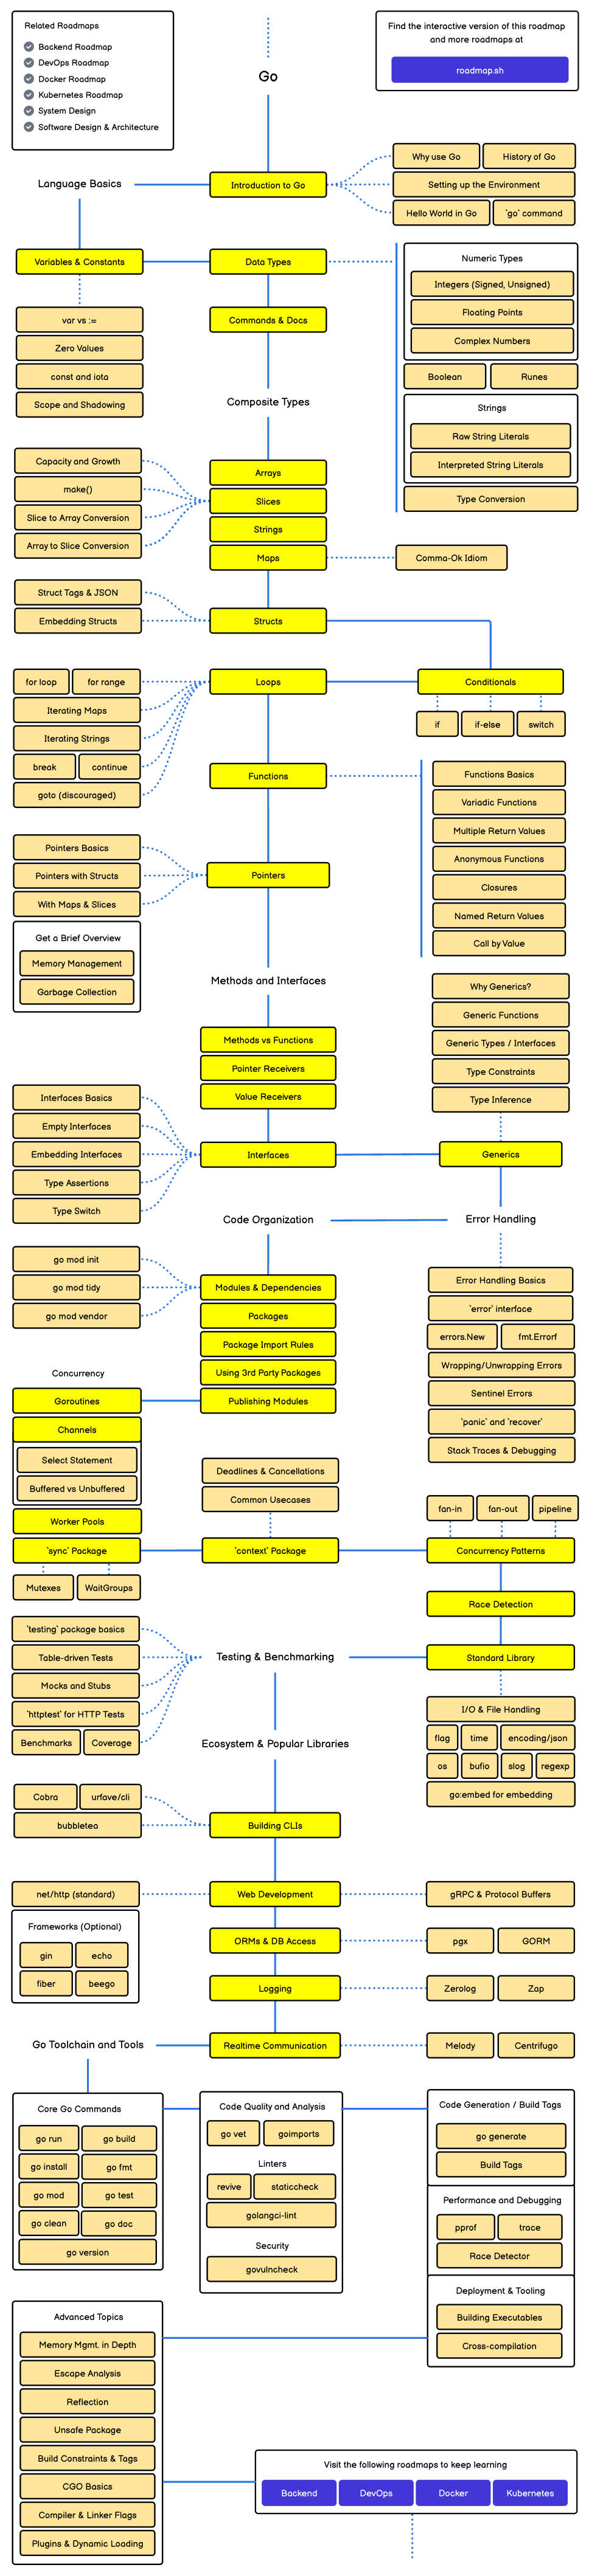 Related Roadmaps
Backend Roadmap
DevOps Roadmap
Docker Roadmap
Kubernetes Roadmap
System Design
Software Design & Architecture
Go
Find the interactive version of this roadmap
and more roadmaps at
roadmap.sh
Language Basics
Introduction to Go
Why use Go
History of Go
Setting up the Environment
Hello World in Go
`go` command
Variables & Constants
Data Types
Numeric Types
Integers (Signed, Unsigned)
Floating Points
Complex Numbers
Boolean
Runes
Strings
Raw String Literals
Interpreted String Literals
Type Conversion
var vs :=
Zero Values
const and iota
Scope and Shadowing
Commands & Docs
Composite Types
Arrays
Slices
Strings
Maps
Capacity and Growth
make()
Slice to Array Conversion
Array to Slice Conversion
Comma-Ok Idiom
Struct Tags & JSON
Embedding Structs
Structs
for loop
for range
Iterating Maps
Iterating Strings
break
continue
goto (discouraged)
Loops
Conditionals
if
if-else
switch
Functions
Functions Basics
Variadic Functions
Multiple Return Values
Anonymous Functions
Closures
Named Return Values
Call by Value
Pointers Basics
Pointers with Structs
With Maps & Slices
Pointers
Get a Brief Overview
Memory Management
Garbage Collection
Methods and Interfaces
Methods vs Functions
Pointer Receivers
Value Receivers
Why Generics?
Generic Functions
Generic Types / Interfaces
Type Constraints
Type Inference
Interfaces Basics
Empty Interfaces
Embedding Interfaces
Type Assertions
Type Switch
Interfaces
Generics
Code Organization
Error Handling
go mod init
go mod tidy
go mod vendor
Modules & Dependencies
Packages
Package Import Rules
Using 3rd Party Packages
Publishing Modules
Error Handling Basics
`error` interface
errors.New
fmt.Errorf
Wrapping/Unwrapping Errors
Sentinel Errors
`panic` and `recover`
Stack Traces & Debugging
Concurrency
Goroutines
Channels
Select Statement
Buffered vs Unbuffered
Worker Pools
`sync` Package
Mutexes
WaitGroups
Deadlines & Cancellations
Common Usecases
`context` Package
fan-in
fan-out
pipeline
Concurrency Patterns
Race Detection
`testing` package basics
Table-driven Tests
Mocks and Stubs
`httptest` for HTTP Tests
Benchmarks
Coverage
Testing & Benchmarking
Standard Library
I/O & File Handling
flag
time
encoding/json
os
bufio
slog
regexp
go:embed for embedding
Ecosystem & Popular Libraries
Cobra
urfave/cli
bubbletea
Building CLIs
net/http (standard)
Web Development
gRPC & Protocol Buffers
Frameworks (Optional)
gin
echo
fiber
beego
ORMs & DB Access
pgx
GORM
Logging
Zerolog
Zap
Go Toolchain and Tools
Realtime Communication
Melody
Centrifugo
Core Go Commands
go run
go build
go install
go fmt
go mod
go test
go clean
go doc
go version
Code Quality and Analysis
go vet
goimports
Linters
revive
staticcheck
golangci-lint
Security
govulncheck
Code Generation / Build Tags
go generate
Build Tags
Performance and Debugging
pprof
trace
Race Detector
Deployment & Tooling
Building Executables
Cross-compilation
Advanced Topics
Memory Mgmt. in Depth
Escape Analysis
Reflection
Unsafe Package
Build Constraints & Tags
CGO Basics
Compiler & Linker Flags
Plugins & Dynamic Loading
Visit the following roadmaps to keep learning
Backend
DevOps
Docker
Kubernetes